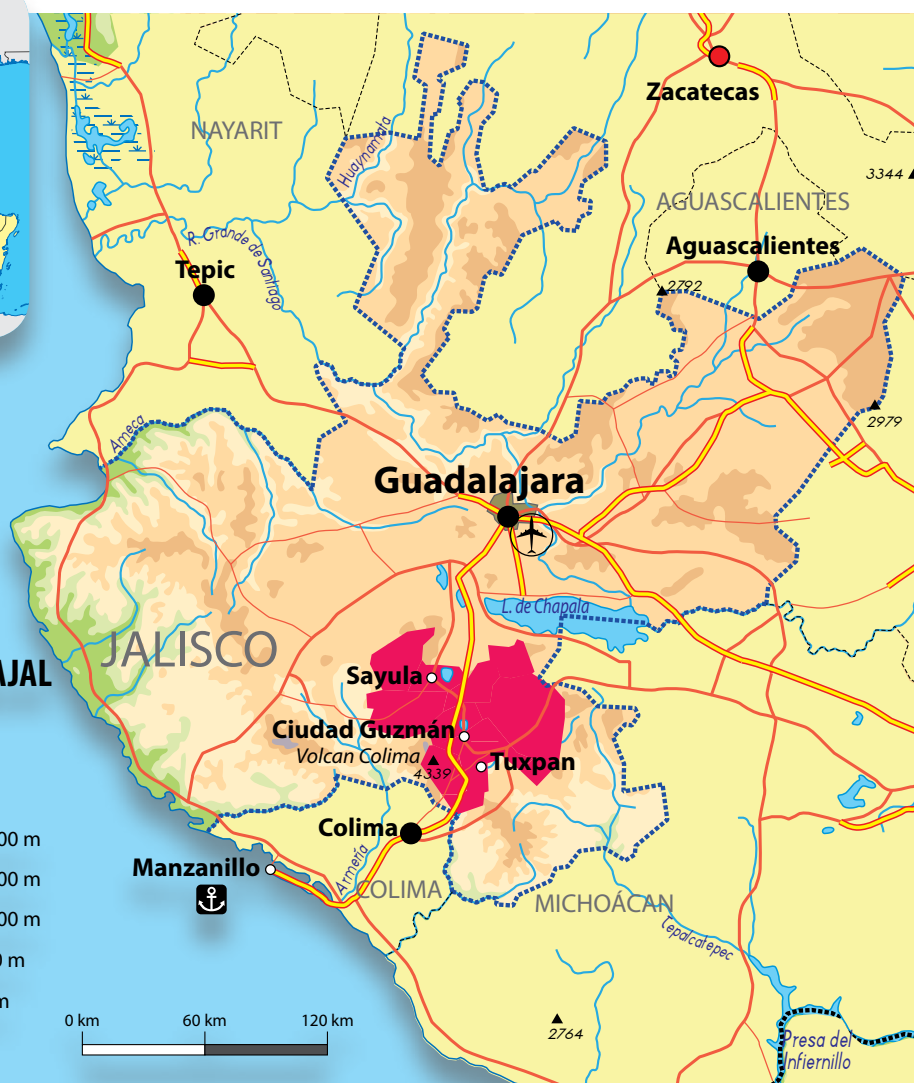 Zacatecas
NAYARIT
Huaynamota
3344
AGUASCALIENTES
R. Grande de Santiago
Aguascalientes
Tepic
2792
2979
Ameca
Guadalajara
L. de Chapala
JALISCO
AJAL
Sayula
Ciudad Guzmán
Volcan Colima
4339
Tuxpan
Colima
00 m
Manzanillo
Armería
00 m
COLIMA
MICHOÁCAN
00 m
Tepalcatepec
0 m
m
0 km 60 km 120 km
2764
Presa del
Infiernillo